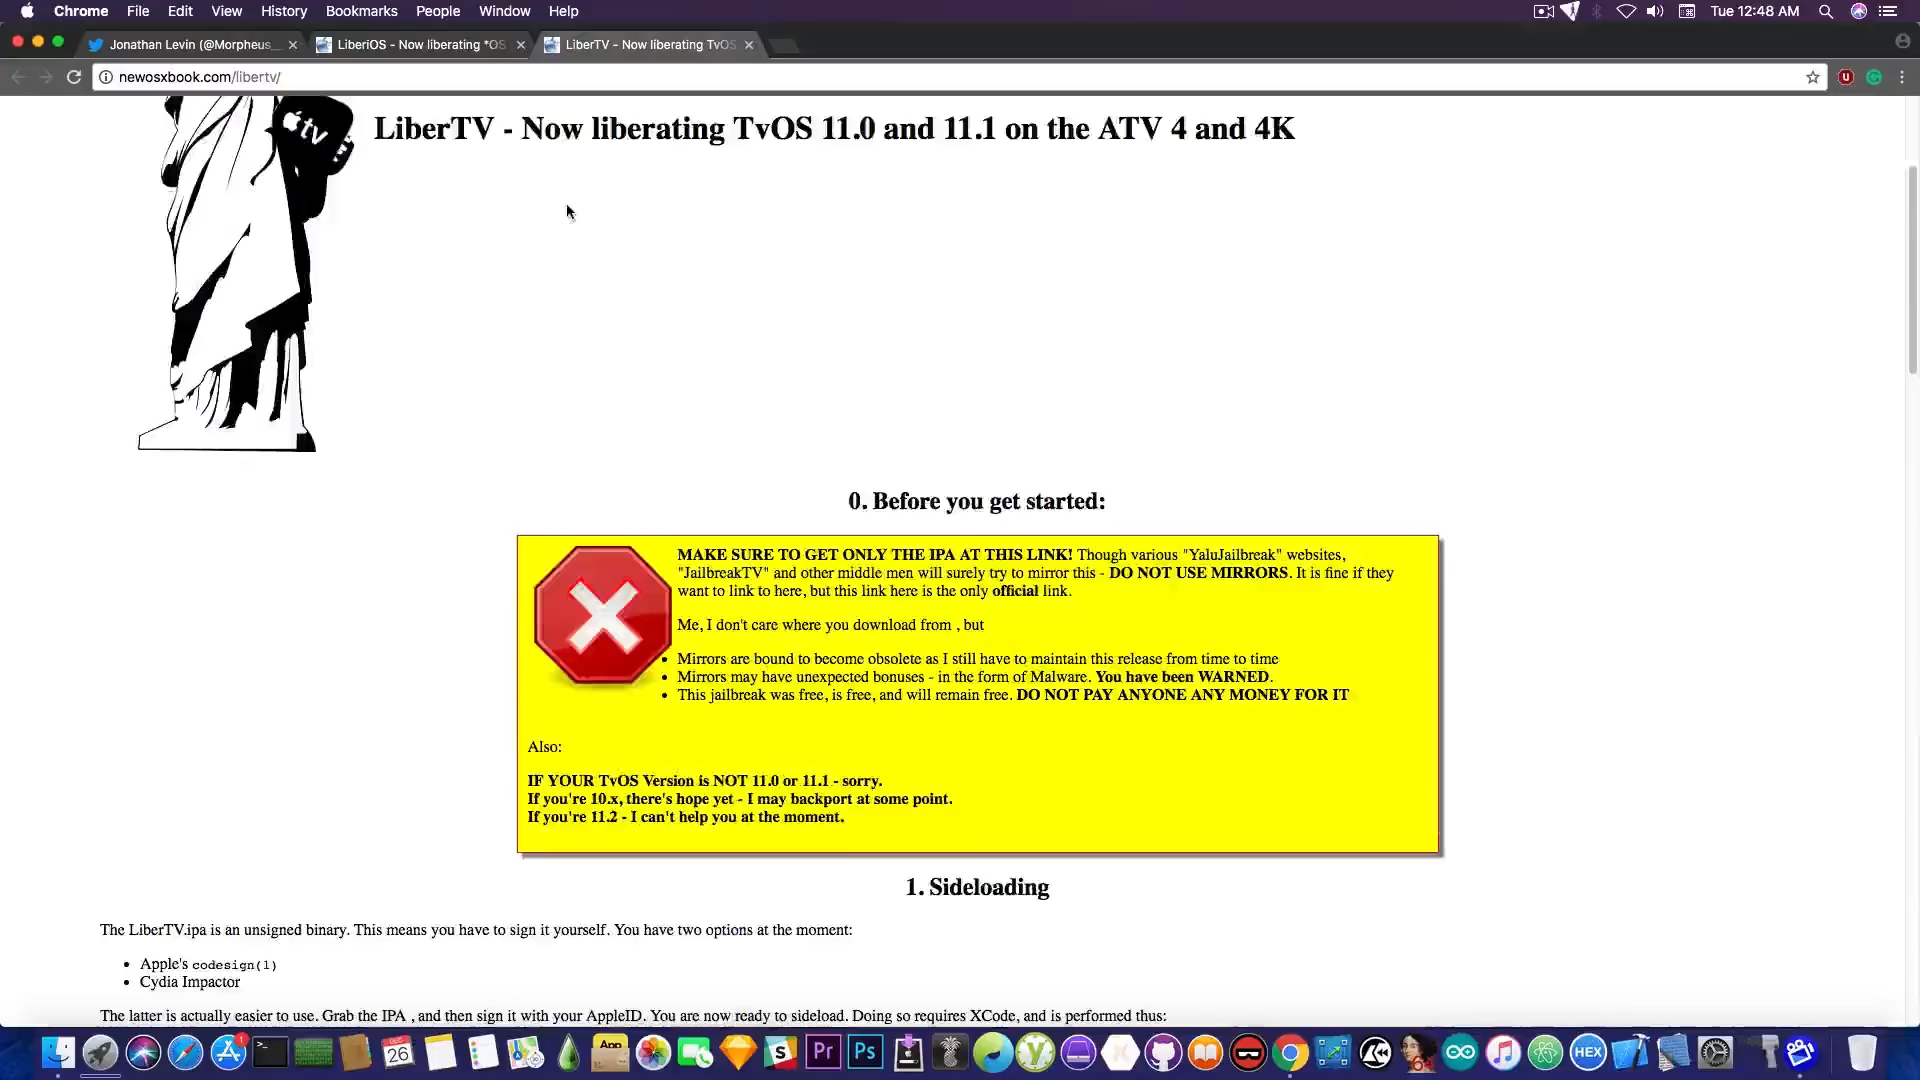 Chrome File Edit View History Bookmarks People Window Help Tue 12:48 AM
Jonathan Levin (@Morpheus_ LiberiOS - Now liberating *OS LiberTV - Now liberating TvOS
newosxbook.com/libertv/
tv
LiberTV - Now liberating TvOS 11.0 and 11.1 on the ATV 4 and 4K
0. Before you get started:
MAKE SURE TO GET ONLY THE IPA AT THIS LINK! Though various "YaluJailbreak" websites,
"JailbreakTV" and other middle men will surely try to mirror this - DO NOT USE MIRRORS. It is fine if they
want to link to here, but this link here is the only official link.
Me, I don't care where you download from , but
• Mirrors are bound to become obsolete as I still have to maintain this release from time to time
• Mirrors may have unexpected bonuses - in the form of Malware. You have been WARNED.
• This jailbreak was free, is free, and will remain free. DO NOT PAY ANYONE ANY MONEY FOR IT
Also:
IF YOUR TvOS Version is NOT 11.0 or 11.1 - sorry.
If you're 10.x, there's hope yet - I may backport at some point.
If you're 11.2 - I can't help you at the moment.
1. Sideloading
The LiberTV.ipa is an unsigned binary. This means you have to sign it yourself. You have two options at the moment:
• Apple's codesign(1)
• Cydia Impactor
The latter is actually easier to use. Grab the IPA , and then sign it with your AppleID. You are now ready to sideload. Doing so requires XCode, and is performed thus:
1 DEC 26 App S Pr Ps Y HEX